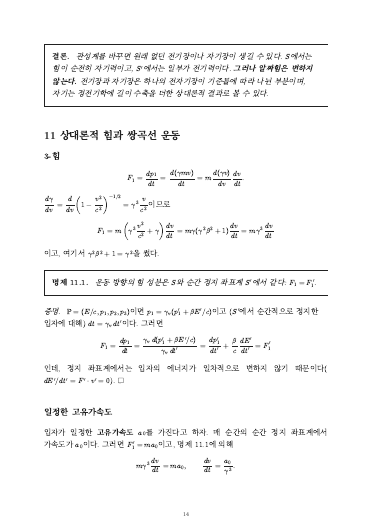 결론. 관성계를 바꾸면 원래 없던 전기장이나 자기장이 생길 수 있다. S에서는
힘이 순전히 자기력이고, S′에서는 일부가 전기력이다. 그러나 알짜힘은 변하지
않는다. 전기장과 자기장은 하나의 전자기장이 기준틀에 따라 나뉜 부분이며,
자기는 정전기학에 길이 수축을 더한 상대론적 결과로 볼 수 있다.
11 상대론적 힘과 쌍곡선 운동
3-힘
F₁ = dp₁/dt = d(γmv)/dt = m d(γv)/dv dv/dt
dγ/dv = d/dv (1 − v²/c²)^(−1/2) = γ³ v/c² 이므로
F₁ = m (γ³ v²/c² + γ) dv/dt = mγ(γ²β² + 1) dv/dt = mγ³ dv/dt
이고, 여기서 γ²β² + 1 = γ²을 썼다.
명제 11.1. 운동 방향의 힘 성분은 S와 순간 정지 좌표계 S′에서 같다. F₁ = F₁′.
증명. P = (E/c, p₁, p₂, p₃)이면 p₁ = γᵥ(p₁′ + βE′/c)이고 (S′에서 순간적으로 정지한
입자에 대해) dt = γᵥ dt′이다. 그러면
F₁ = dp₁/dt = γᵥ d(p₁′ + βE′/c)/γᵥ dt′ = dp₁′/dt′ + β/c dE′/dt′ = F₁′
인데, 정지 좌표계에서는 입자의 에너지가 일차적으로 변하지 않기 때문이다(
dE′/dt′ = F′ · v′ = 0). □
일정한 고유가속도
입자가 일정한 고유가속도 a₀를 가진다고 하자. 매 순간의 순간 정지 좌표계에서
가속도가 a₀이다. 그러면 F₁′ = ma₀이고, 명제 11.1에 의해
mγ³ dv/dt = ma₀, dv/dt = a₀/γ³.
14